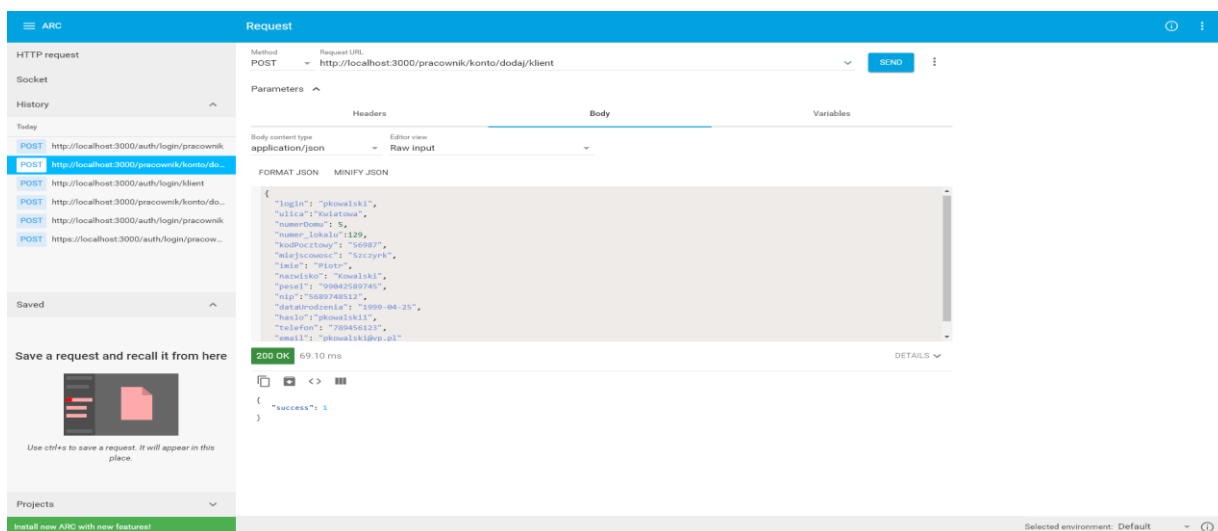 ARC
Request
HTTP request
Socket
History
Today
POST http://localhost:3000/auth/login/pracownik
POST http://localhost:3000/pracownik/konto/do...
POST http://localhost:3000/auth/login/klient
POST http://localhost:3000/pracownik/konto/do...
POST http://localhost:3000/auth/login/pracownik
POST https://localhost:3000/auth/login/pracow...
Saved
Save a request and recall it from here
Use ctrl+s to save a request. It will appear in this
place.
Projects
Install new ARC with new features!
Method
Request URL
POST
http://localhost:3000/pracownik/konto/dodaj/klient
SEND
Parameters
Headers
Body
Variables
Body content type
Editor view
application/json
Raw input
FORMAT JSON
MINIFY JSON
{
"login": "pkowalski",
"ulica":"Kwiatowa",
"numerDomu": 5,
"numer_lokalu":129,
"kodPocztowy": "56987",
"miejscowosc": "Szczyrk",
"imie": "Piotr",
"nazwisko": "Kowalski",
"pesel": "99042589745",
"nip":"5689748512",
"dataUrodzenia": "1999-04-25",
"haslo":"pkowalski1",
"telefon": "789456123",
"email": "pkowalski@vp.pl"
200 OK 69.10 ms
DETAILS
{
"success": 1
}
Selected environment: Default